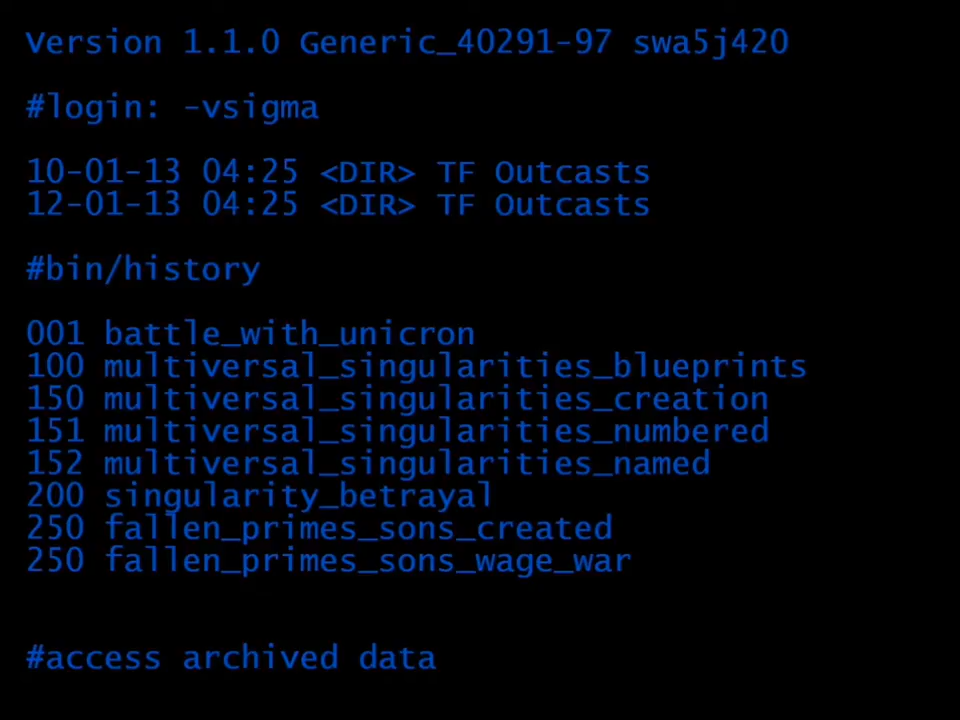 Version 1.1.0 Generic_40291-97 swa5j420
#login: -vsigma
10-01-13 04:25 <DIR> TF Outcasts
12-01-13 04:25 <DIR> TF Outcasts
#bin/history
001 battle_with_unicron
100 multiversal_singularities_blueprints
150 multiversal_singularities_creation
151 multiversal_singularities_numbered
152 multiversal_singularities_named
200 singularity_betrayal
250 fallen_primes_sons_created
250 fallen_primes_sons_wage_war
#access archived data